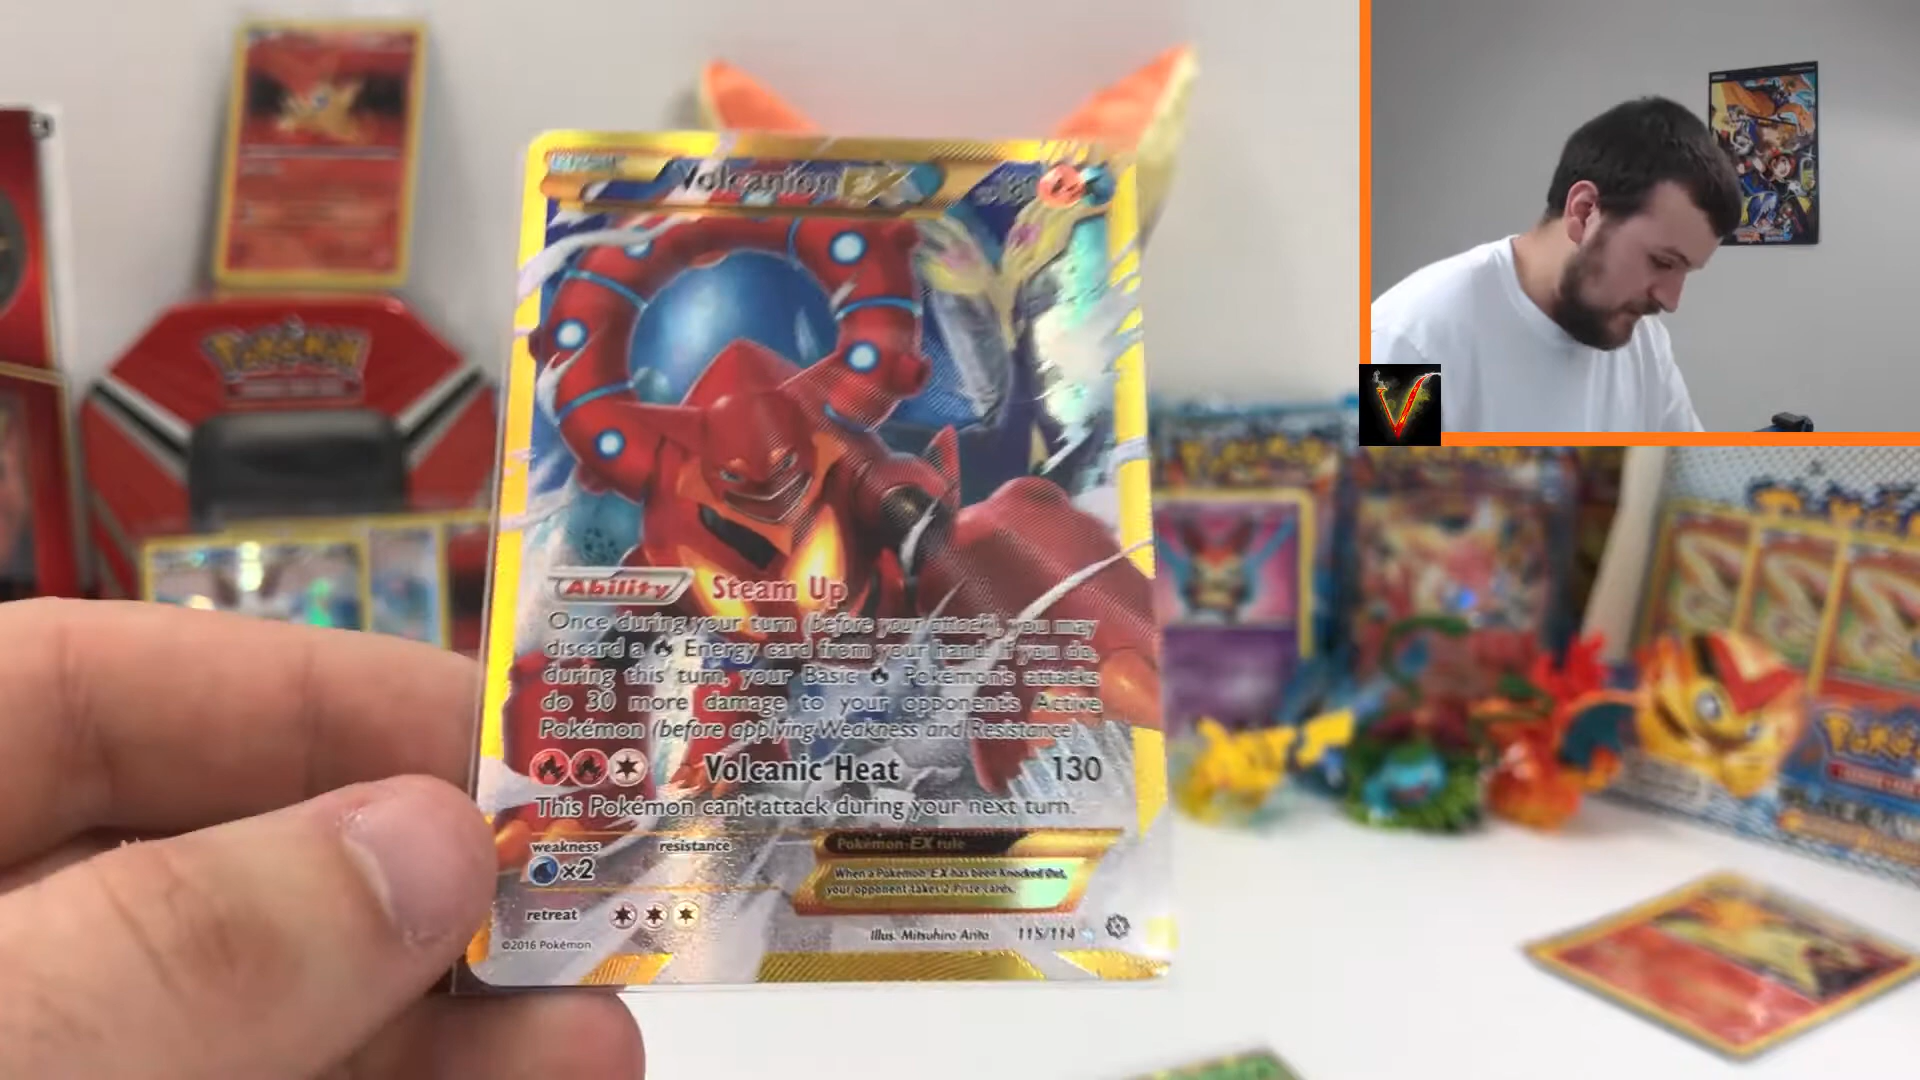 Pokémon
Volcanion EX
Ability Steam Up
Once during your turn (before your attack), you may
discard a Energy card from your hand. If you do,
during this turn, your Basic Pokémon's attacks
do 30 more damage to your opponent's Active
Pokémon (before applying Weakness and Resistance).
Volcanic Heat 130
This Pokémon can't attack during your next turn.
weakness resistance
×2
Pokémon-EX rule
When a Pokémon-EX has been Knocked Out,
your opponent takes 2 Prize cards.
retreat
Illus. Mitsuhiro Arita 115/114
©2016 Pokémon
V